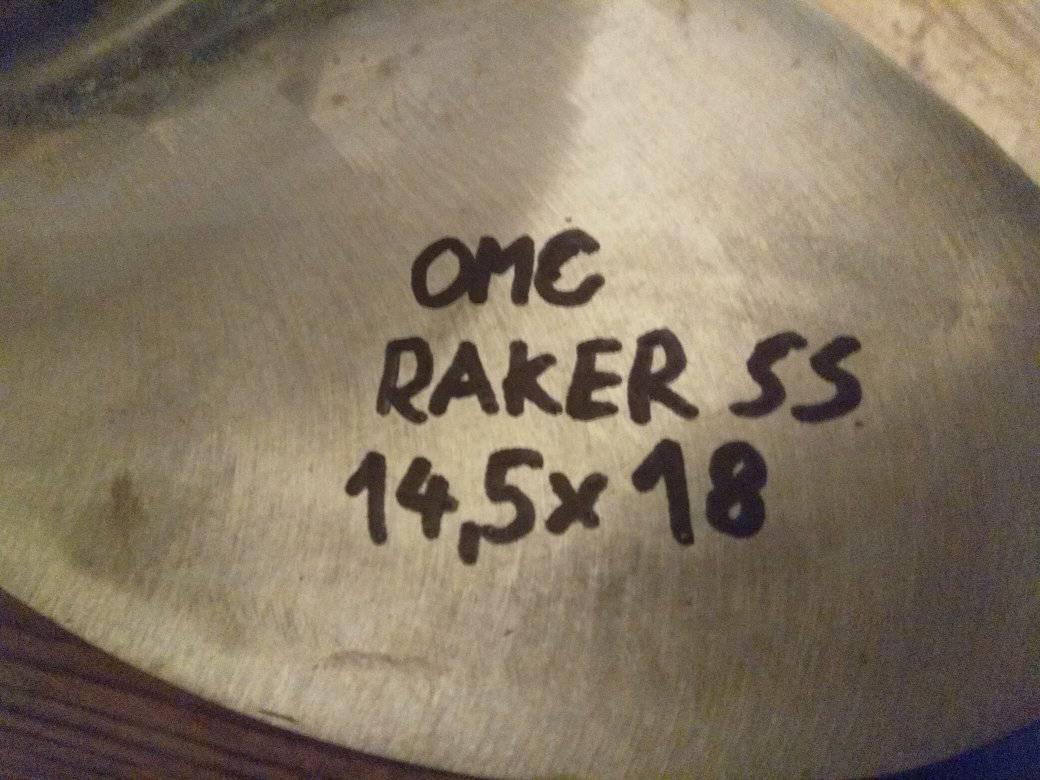 OMC
RAKER SS
14,5x18